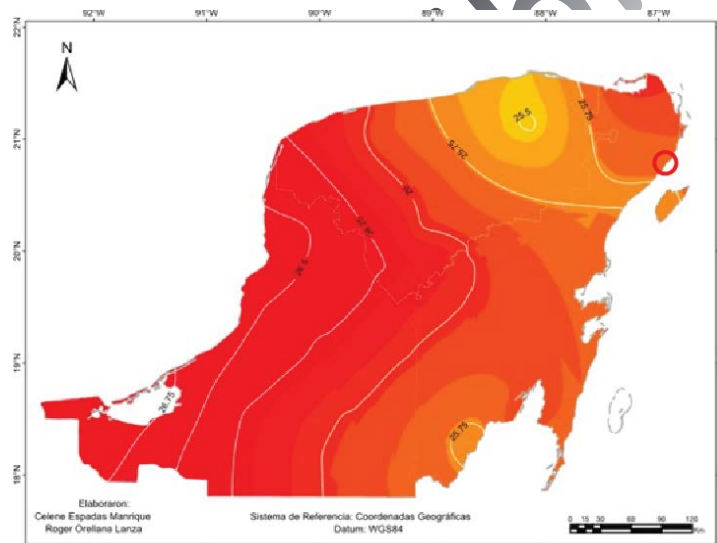 92°W 91°W 90°W 89°W 88°W 87°W
22°N
N
25.5
25.75
21°N
25.75
26
26.25
20°N
26.5
19°N
26.75
25.75
18°N
Elaboraron:
Celene Espadas Manrique
Roger Orellana Lanza
Sistema de Referencia: Coordenadas Geográficas
Datum: WGS84
0 15 30 60 90 120
Km